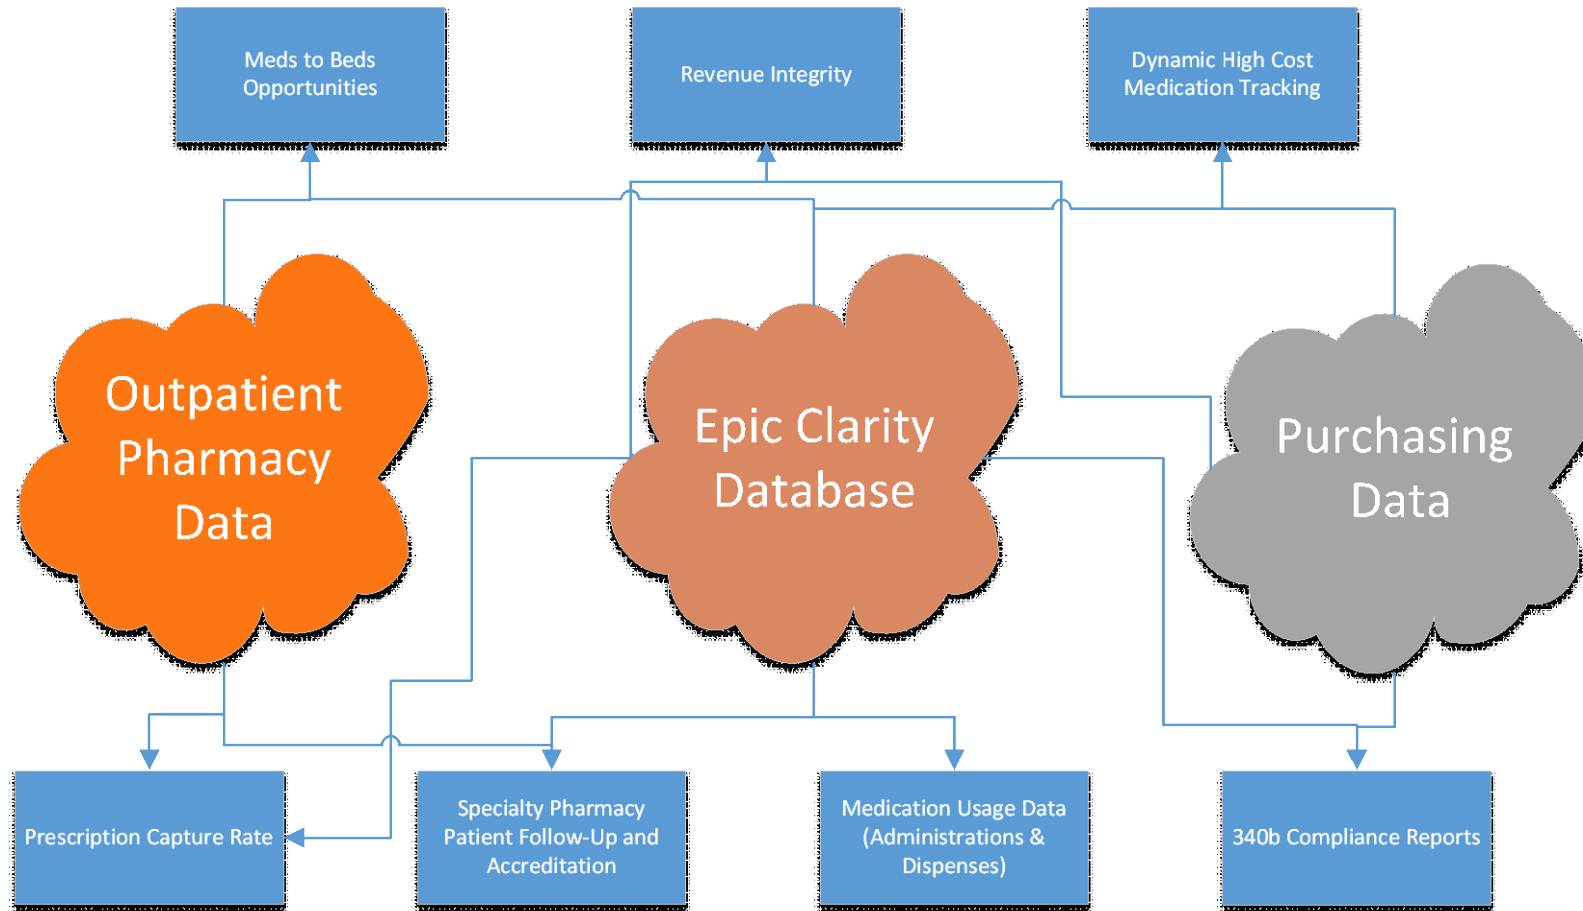 Meds to Beds
Opportunities
Revenue Integrity
Dynamic High Cost
Medication Tracking
Outpatient
Pharmacy
Data
Epic Clarity
Database
Purchasing
Data
Prescription Capture Rate
Specialty Pharmacy
Patient Follow-Up and
Accreditation
Medication Usage Data
(Administrations &
Dispenses)
340b Compliance Reports